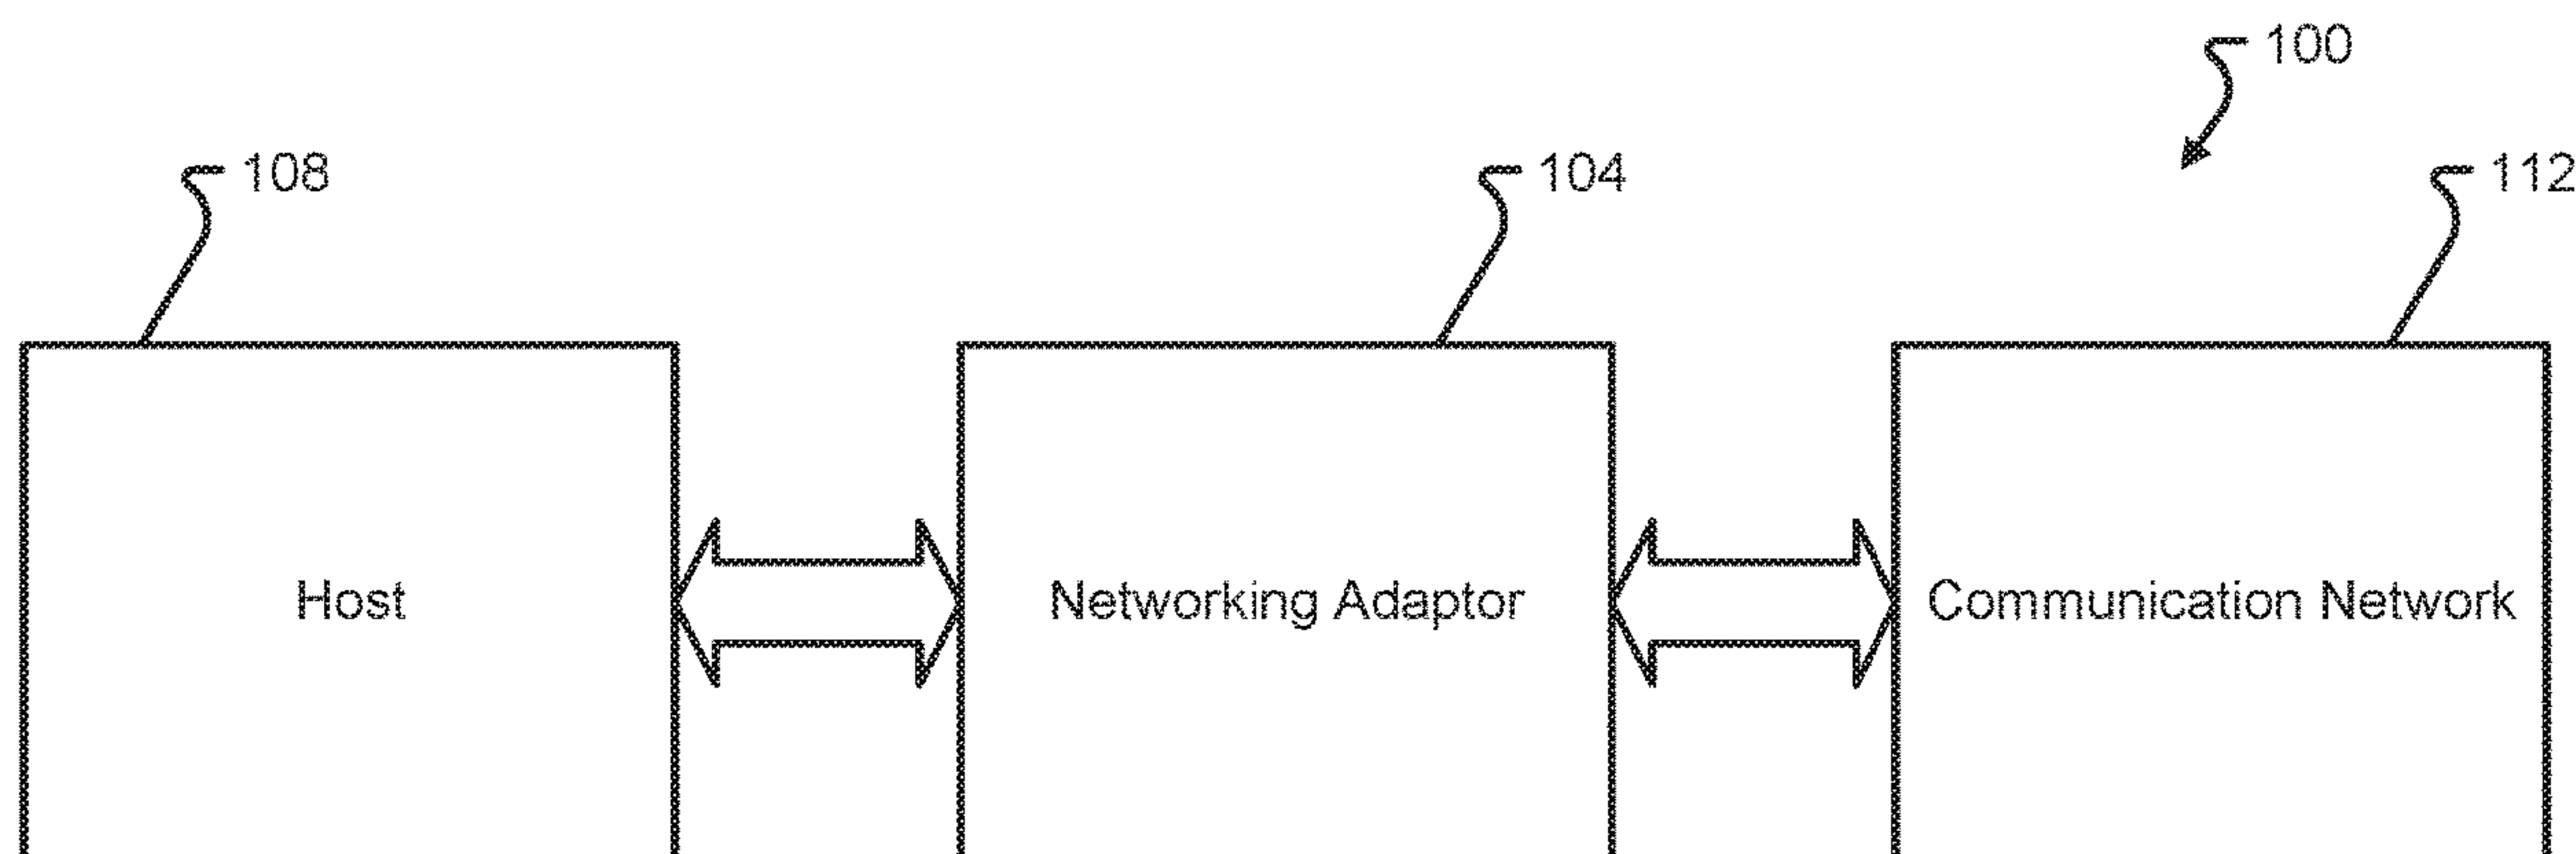 100
108
104
112
Host
Networking Adaptor
Communication Network